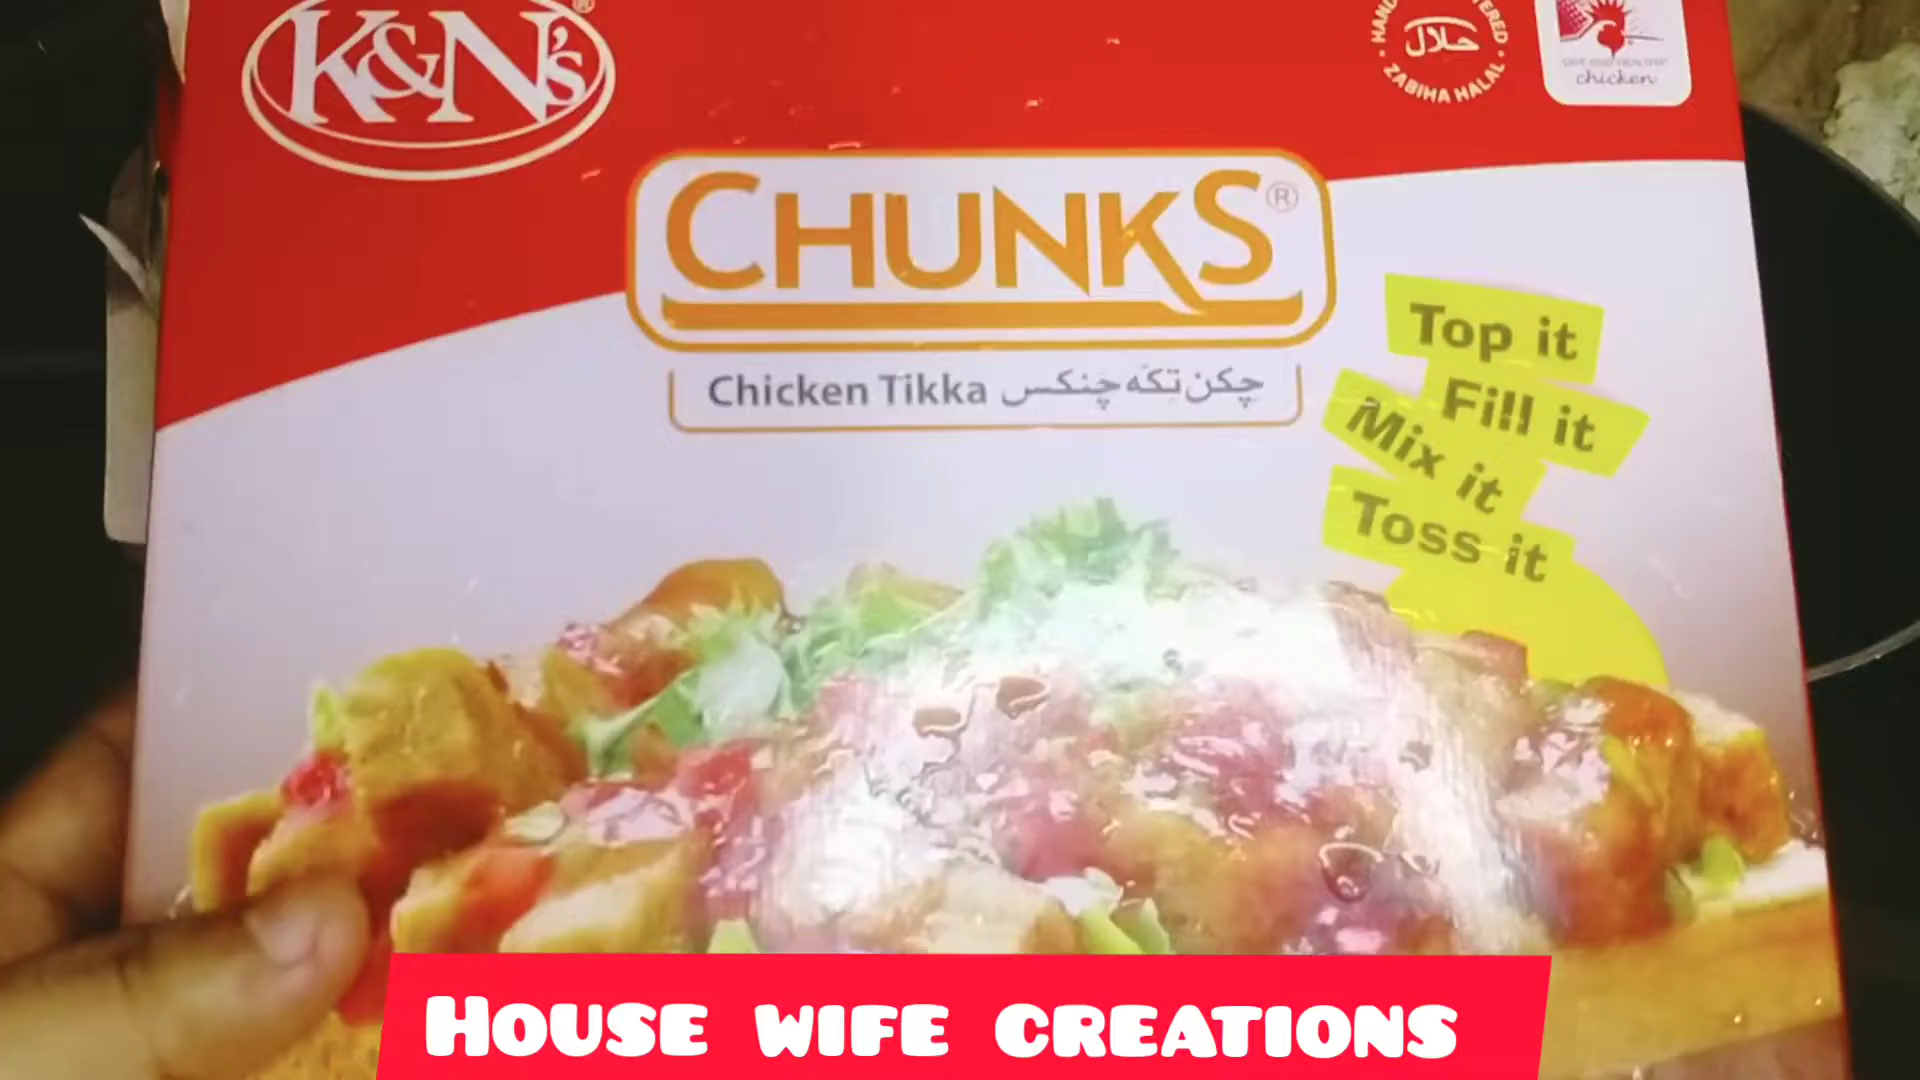 K&N's®
HAND
ZABIHA HALAL
حلال
chicken
CHUNKS®
Chicken Tikka چکن تکہ چنکس
Top it
Fill it
Mix it
Toss it
HOUSE WIFE CREATIONS